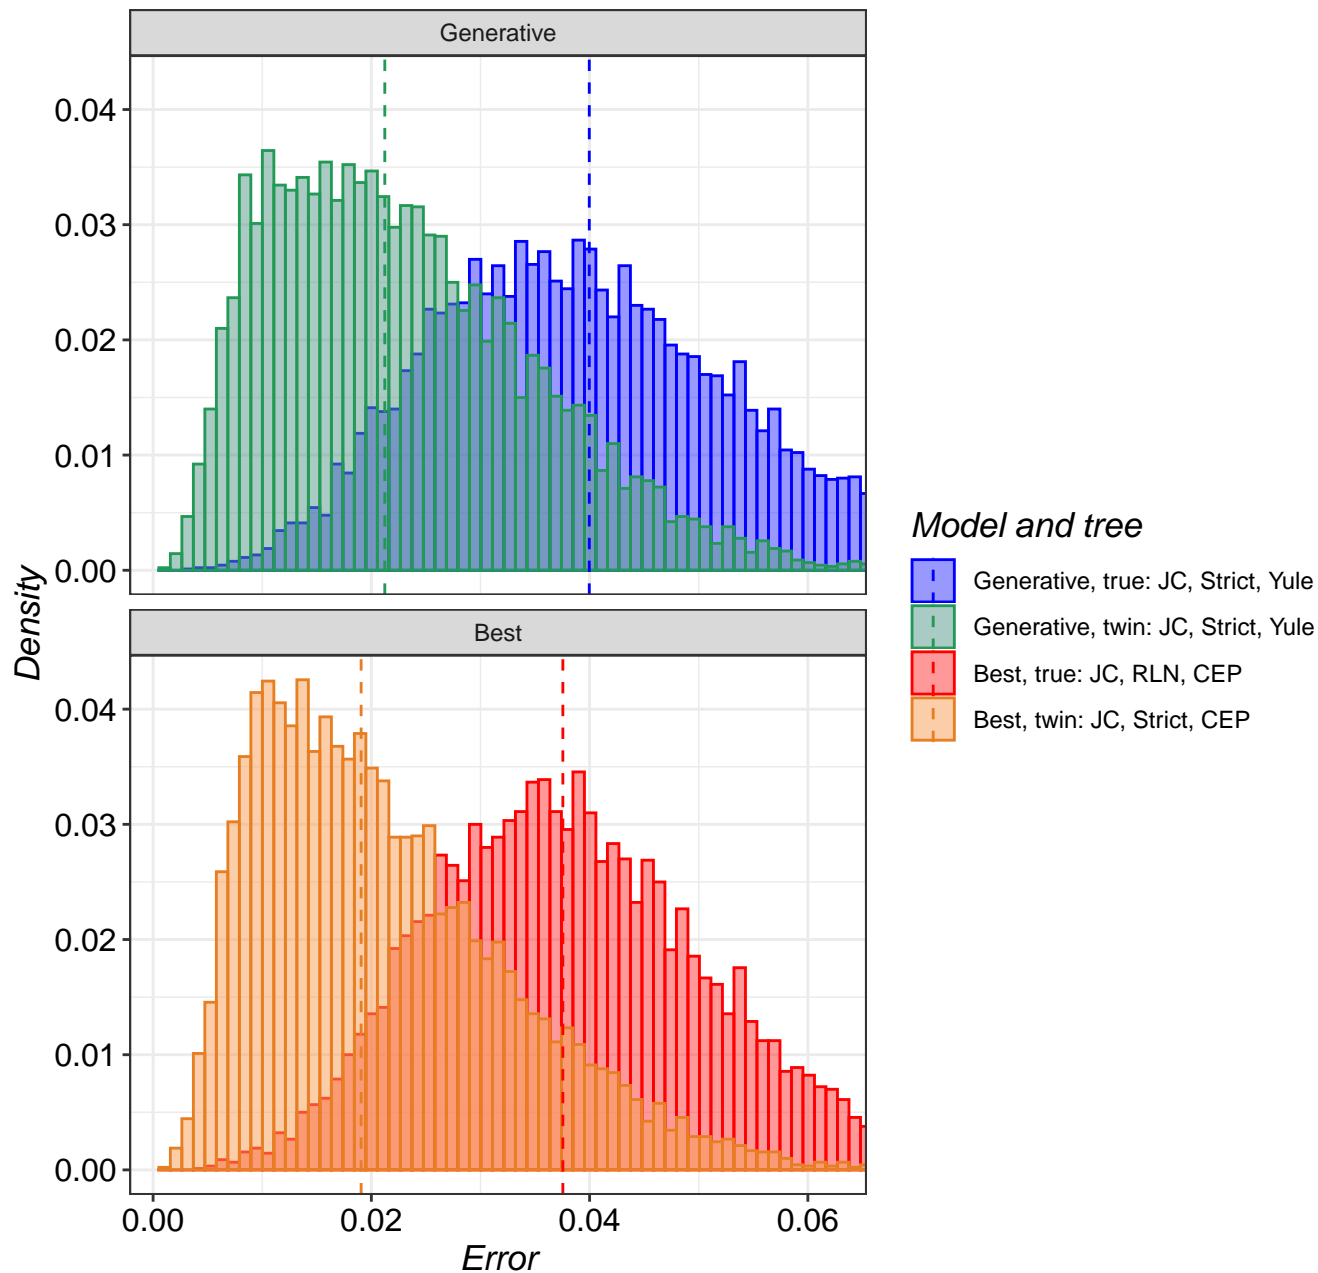 Generative
0.04
0.03
0.02
0.01
0.00
Density
Best
0.04
0.03
0.02
0.01
0.00
0.00 0.02 0.04 0.06
Error
Model and tree
Generative, true: JC, Strict, Yule
Generative, twin: JC, Strict, Yule
Best, true: JC, RLN, CEP
Best, twin: JC, Strict, CEP